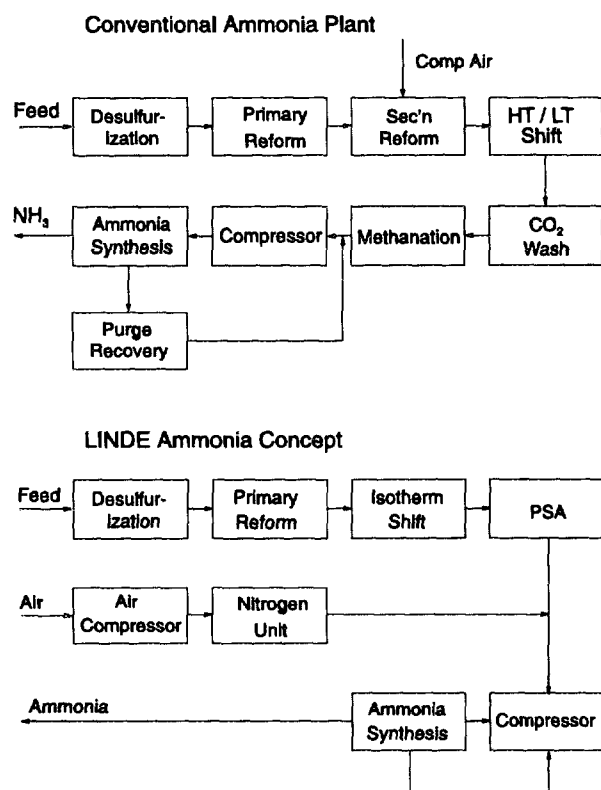 Conventional Ammonia Plant
Comp Air
Feed
Desulfur-
ization
Primary
Reform
Sec'n
Reform
HT / LT
Shift
NH₃
Ammonia
Synthesis
Compressor
Methanation
CO₂
Wash
Purge
Recovery
LINDE Ammonia Concept
Feed
Desulfur-
ization
Primary
Reform
Isotherm
Shift
PSA
Air
Air
Compressor
Nitrogen
Unit
Ammonia
Ammonia
Synthesis
Compressor